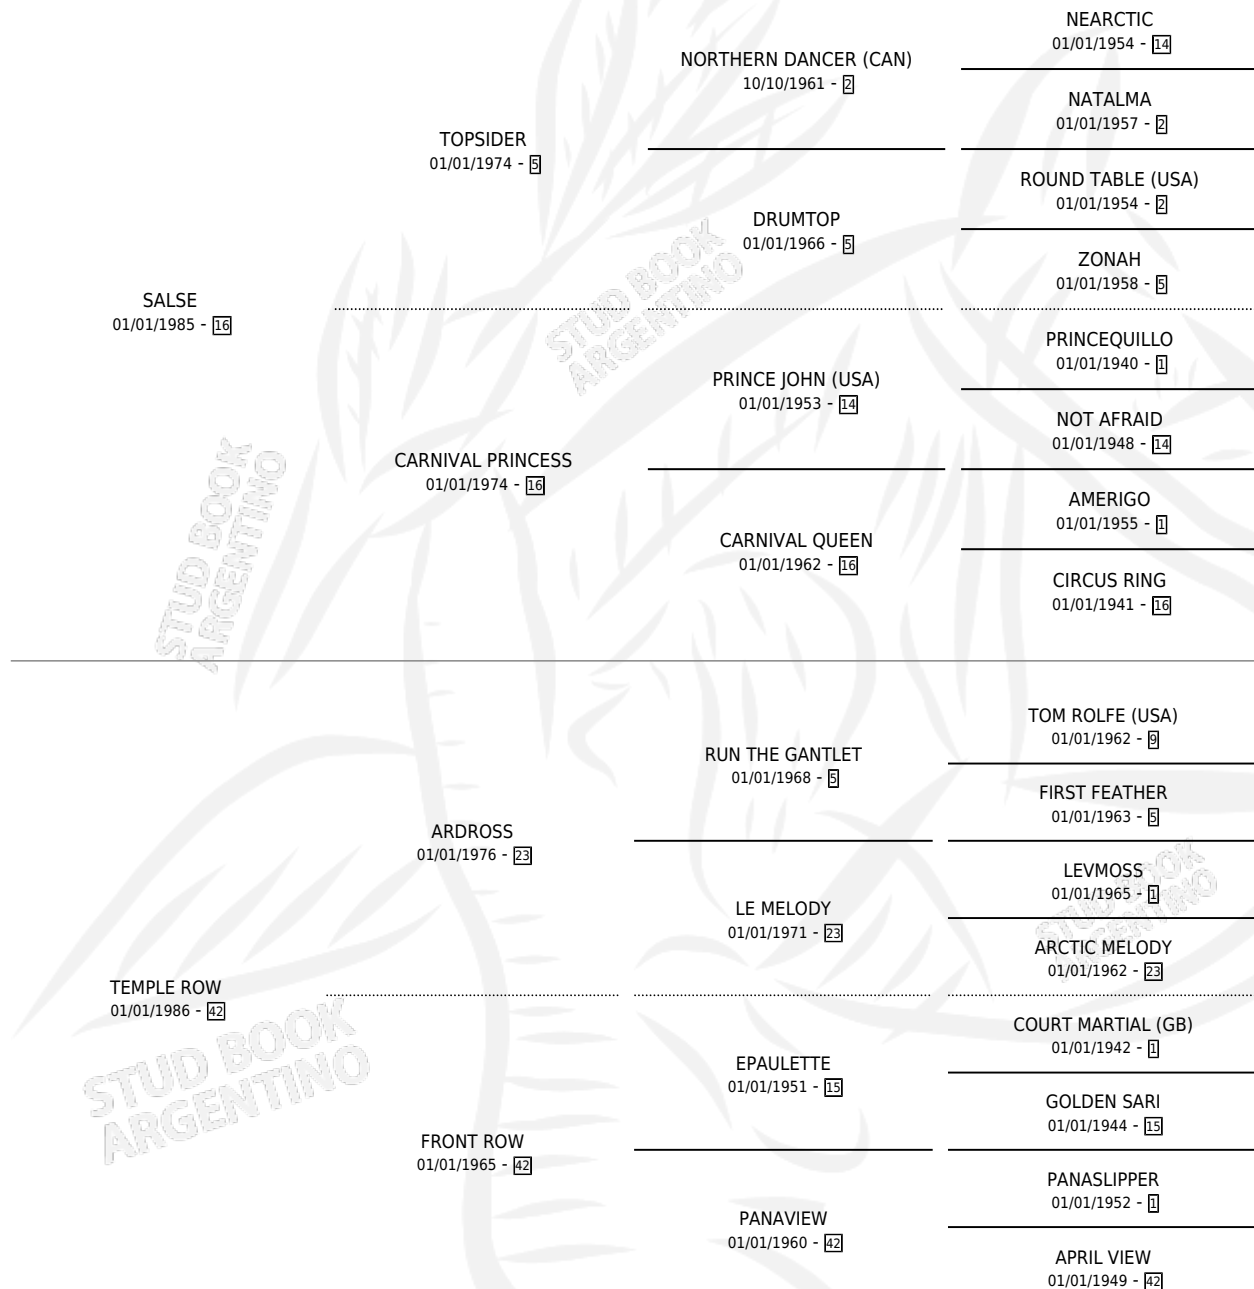 NEARCTIC
01/01/1954 - 14
NORTHERN DANCER (CAN)
10/10/1961 - 2
NATALMA
01/01/1957 - 2
TOPSIDER
01/01/1974 - 5
ROUND TABLE (USA)
01/01/1954 - 2
DRUMTOP
01/01/1966 - 5
ZONAH
01/01/1958 - 5
STUD BOOK
ARGENTINO
SALSE
01/01/1985 - 16
PRINCEQUILLO
01/01/1940 - 1
PRINCE JOHN (USA)
01/01/1953 - 14
NOT AFRAID
01/01/1948 - 14
CARNIVAL PRINCESS
01/01/1974 - 16
AMERIGO
01/01/1955 - 1
CARNIVAL QUEEN
01/01/1962 - 16
CIRCUS RING
01/01/1941 - 16
STUD BOOK
ARGENTINO
TOM ROLFE (USA)
01/01/1962 - 9
RUN THE GANTLET
01/01/1968 - 5
FIRST FEATHER
01/01/1963 - 5
ARDROSS
01/01/1976 - 23
LEVMOSS
01/01/1965 - 1
LE MELODY
01/01/1971 - 23
ARCTIC MELODY
01/01/1962 - 23
STUD BOOK
ARGENTINO
TEMPLE ROW
01/01/1986 - 42
COURT MARTIAL (GB)
01/01/1942 - 1
EPAULETTE
01/01/1951 - 15
GOLDEN SARI
01/01/1944 - 15
FRONT ROW
01/01/1965 - 42
PANASLIPPER
01/01/1952 - 1
PANAVIEW
01/01/1960 - 42
APRIL VIEW
01/01/1949 - 42
STUD BOOK
ARGENTINO